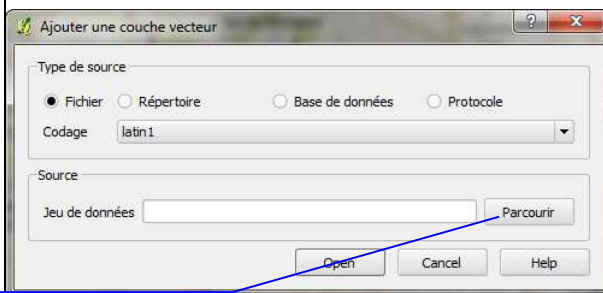 Ajouter une couche vecteur
Type de source
Fichier Répertoire Base de données Protocole
Codage latin1
Source
Jeu de données Parcourir
Open Cancel Help